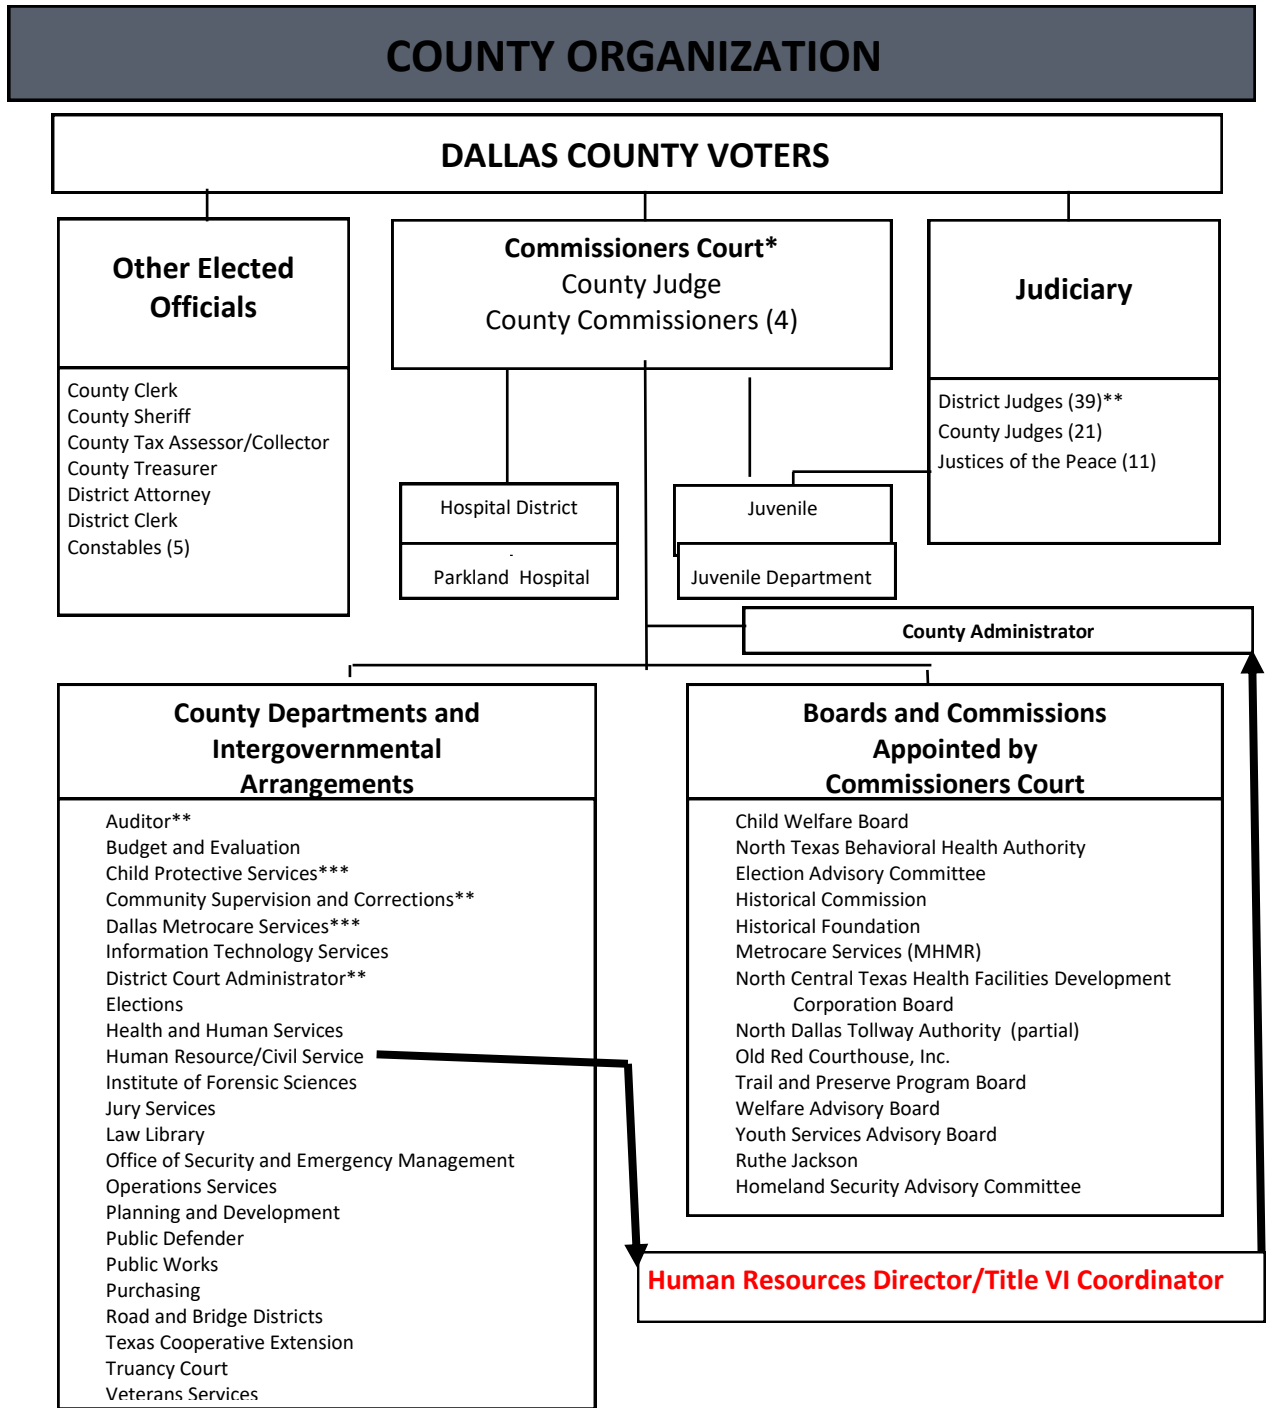 COUNTY ORGANIZATION
DALLAS COUNTY VOTERS
Other Elected
Officials
County Clerk
County Sheriff
County Tax Assessor/Collector
County Treasurer
District Attorney
District Clerk
Constables (5)
Commissioners Court*
County Judge
County Commissioners (4)
Judiciary
District Judges (39)**
County Judges (21)
Justices of the Peace (11)
Hospital District
Parkland Hospital
Juvenile
Juvenile Department
County Administrator
County Departments and
Intergovernmental
Arrangements
Auditor**
Budget and Evaluation
Child Protective Services***
Community Supervision and Corrections**
Dallas Metrocare Services***
Information Technology Services
District Court Administrator**
Elections
Health and Human Services
Human Resource/Civil Service
Institute of Forensic Sciences
Jury Services
Law Library
Office of Security and Emergency Management
Operations Services
Planning and Development
Public Defender
Public Works
Purchasing
Road and Bridge Districts
Texas Cooperative Extension
Truancy Court
Veterans Services
Boards and Commissions
Appointed by
Commissioners Court
Child Welfare Board
North Texas Behavioral Health Authority
Election Advisory Committee
Historical Commission
Historical Foundation
Metrocare Services (MHMR)
North Central Texas Health Facilities Development
Corporation Board
North Dallas Tollway Authority (partial)
Old Red Courthouse, Inc.
Trail and Preserve Program Board
Welfare Advisory Board
Youth Services Advisory Board
Ruthe Jackson
Homeland Security Advisory Committee
Human Resources Director/Title VI Coordinator